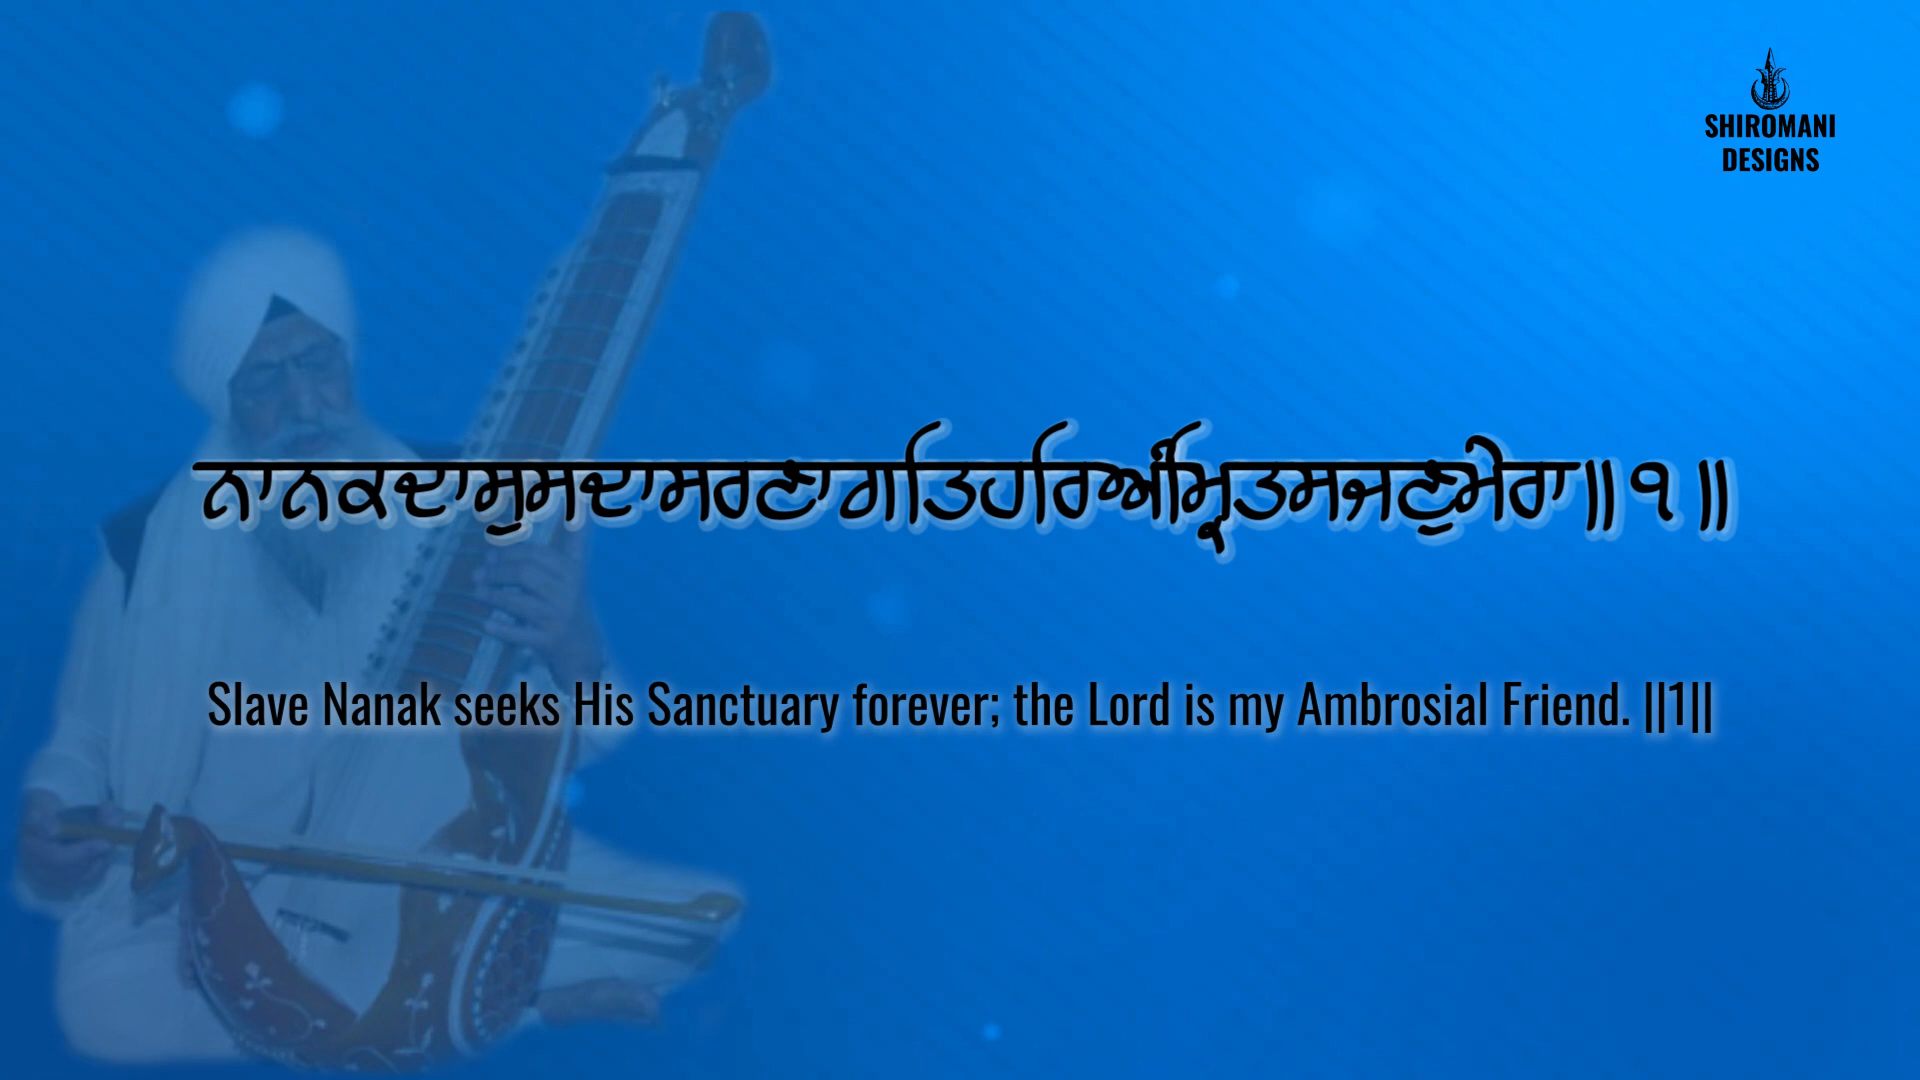 SHIROMANI
DESIGNS
ਨਾਨਕਦਾਸੁਸਦਾਸਰਣਾਗਤਿਹਰਿਅੰਮ੍ਰਿਤਸਜਣੁਮੇਰਾ॥੧॥
Slave Nanak seeks His Sanctuary forever; the Lord is my Ambrosial Friend. ||1||